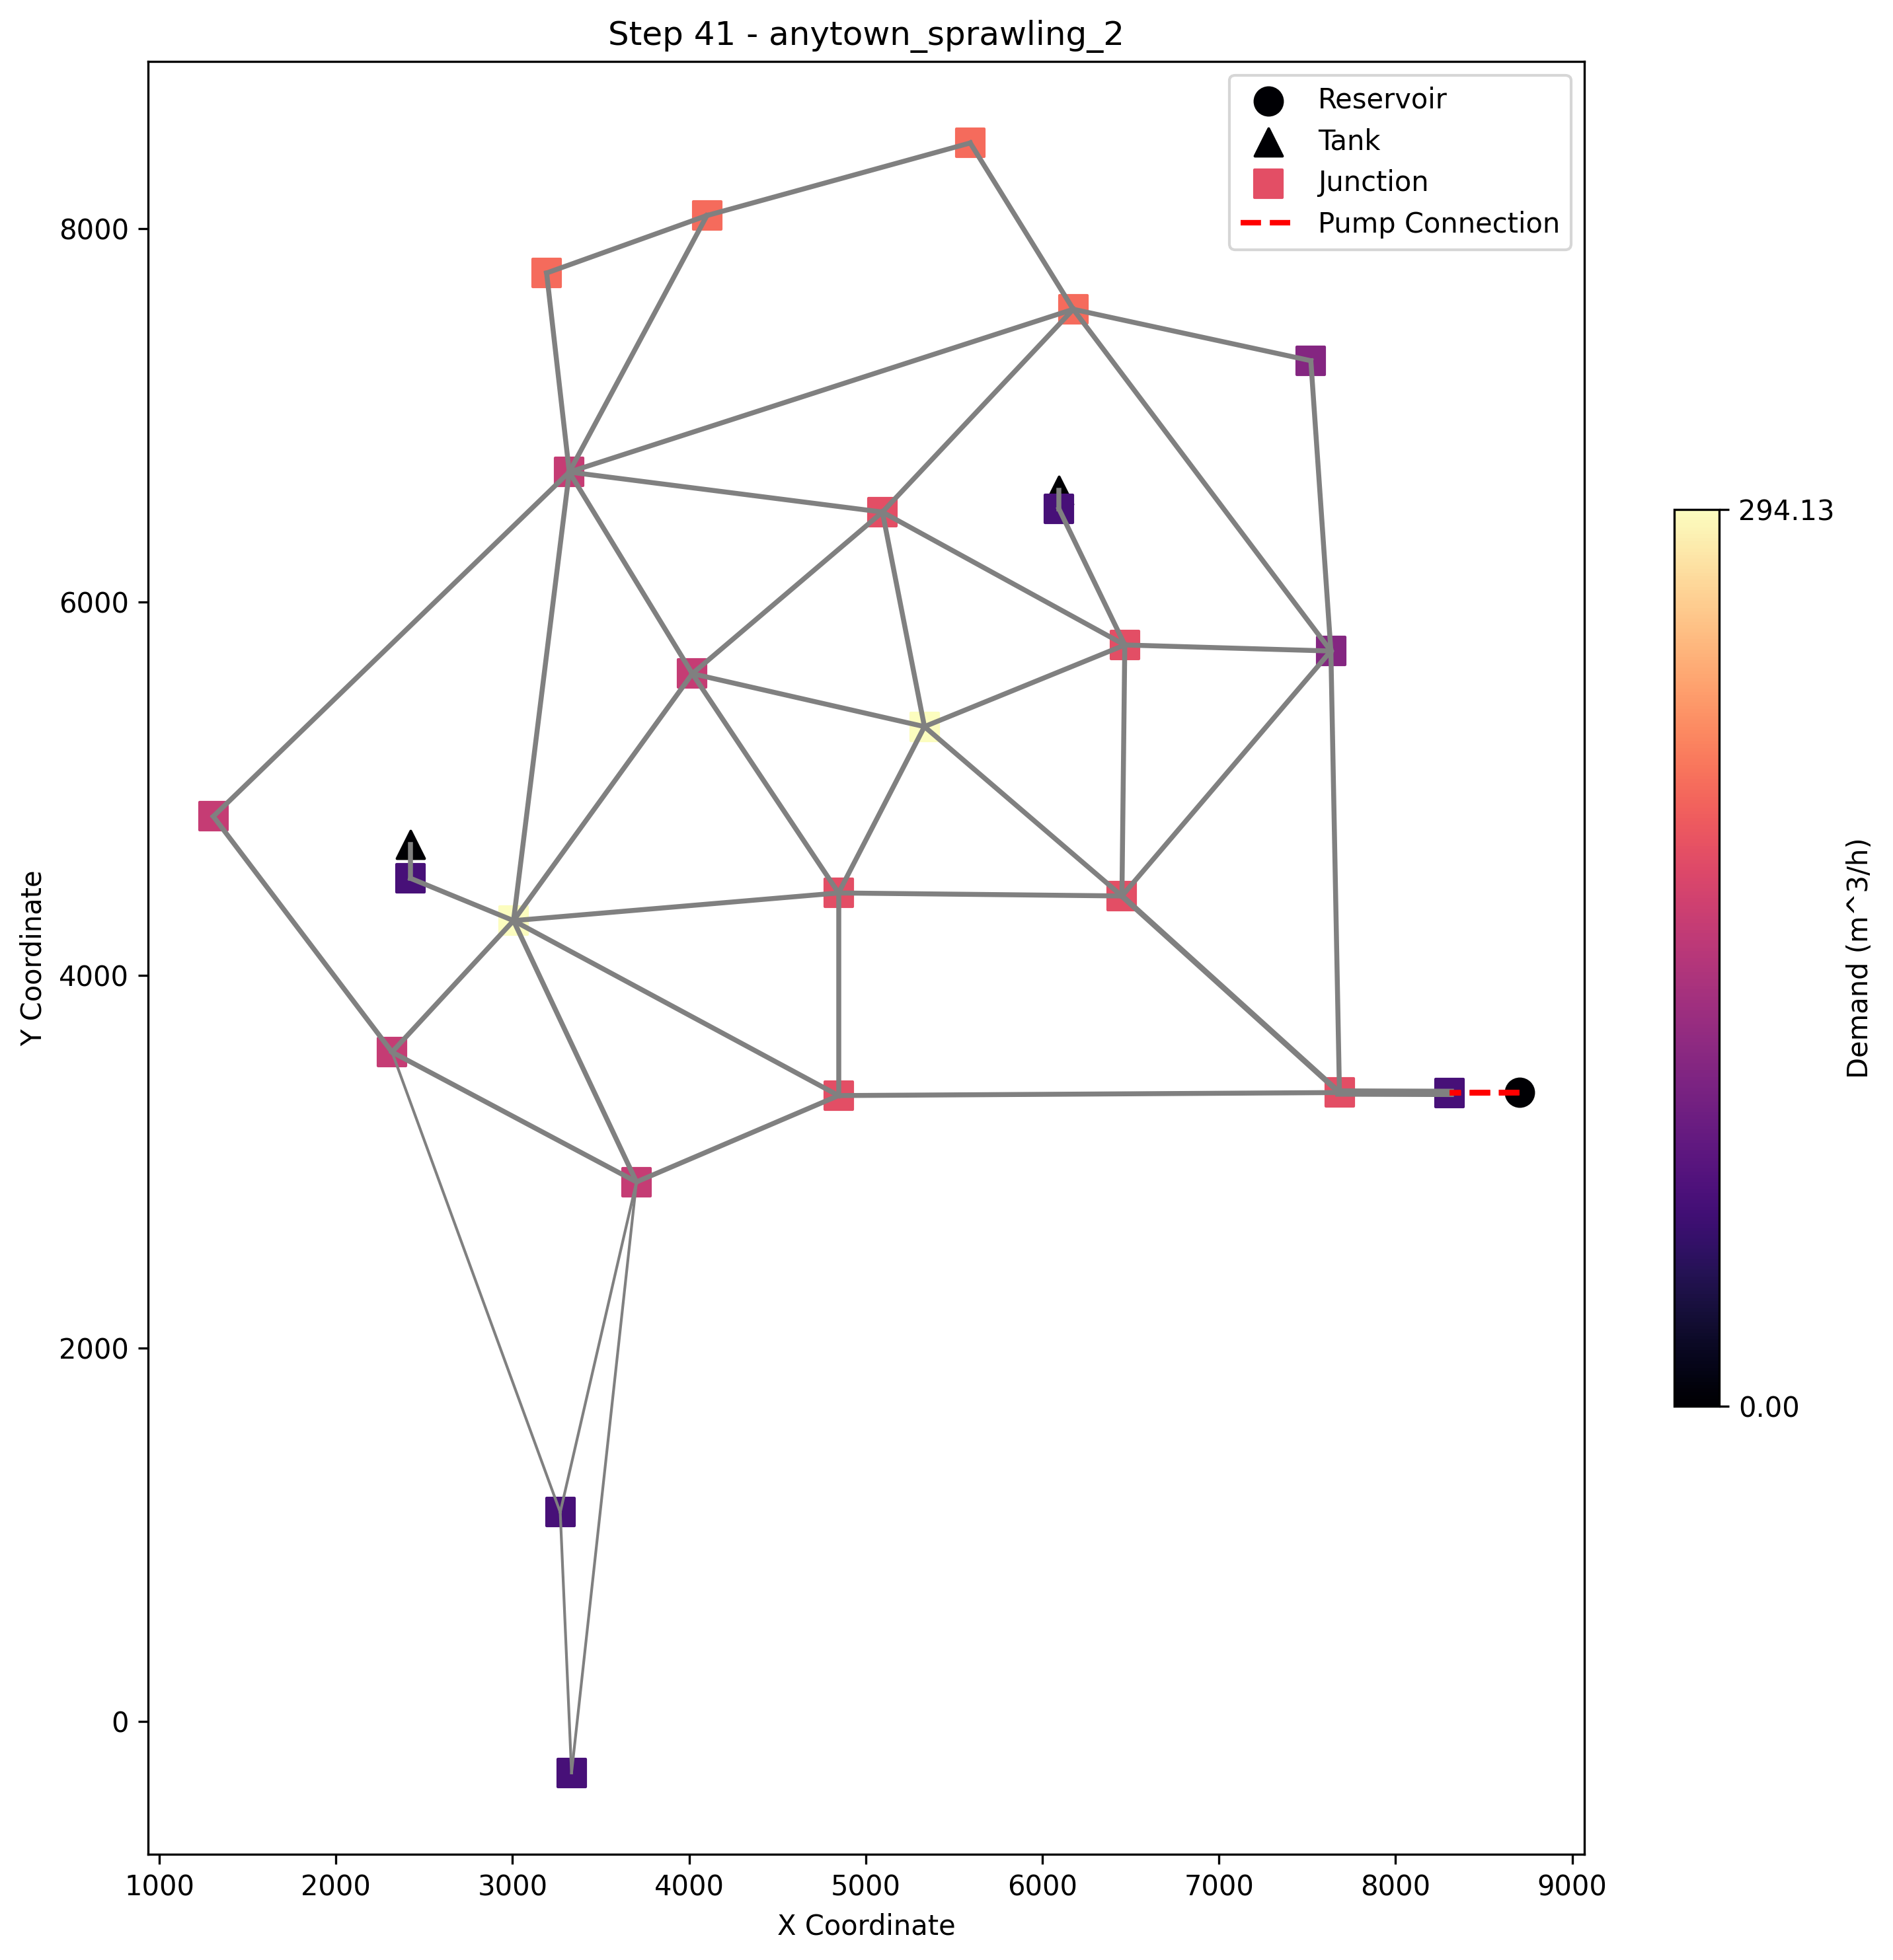 Step 41 - anytown_sprawling_2
Reservoir
Tank
Junction
Pump Connection
8000
6000
4000
2000
0
Y Coordinate
1000 2000 3000 4000 5000 6000 7000 8000 9000
X Coordinate
294.13
0.00
Demand (m^3/h)